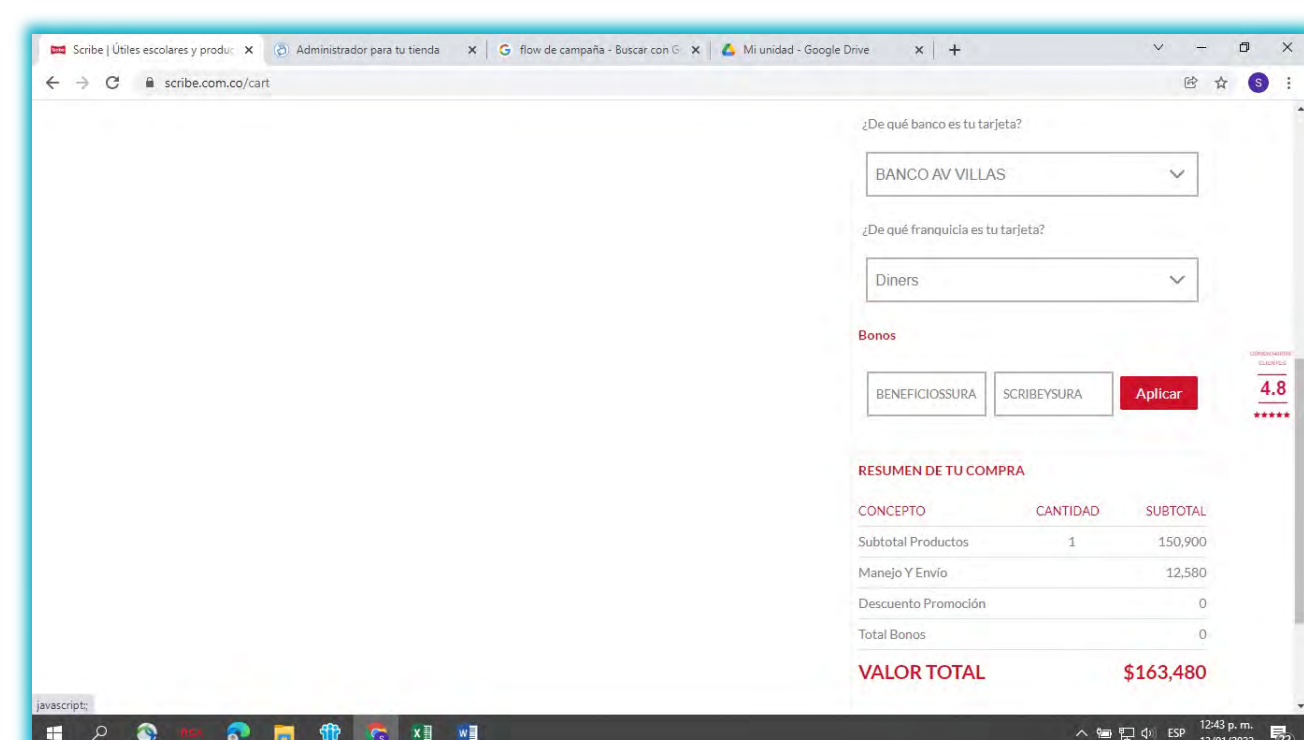 Scribe | Útiles escolares y produc
Administrador para tu tienda
flow de campaña - Buscar con G
Mi unidad - Google Drive
scribe.com.co/cart
S
¿De qué banco es tu tarjeta?
BANCO AV VILLAS
¿De qué franquicia es tu tarjeta?
Diners
Bonos
BENEFICIOSSURA SCRIBEYSURA Aplicar
4.8
RESUMEN DE TU COMPRA
CONCEPTO CANTIDAD SUBTOTAL
Subtotal Productos 1 150,900
Manejo Y Envío 12,580
Descuento Promoción 0
Total Bonos 0
VALOR TOTAL $163,480
javascript:;
ESP
12:43 p. m.